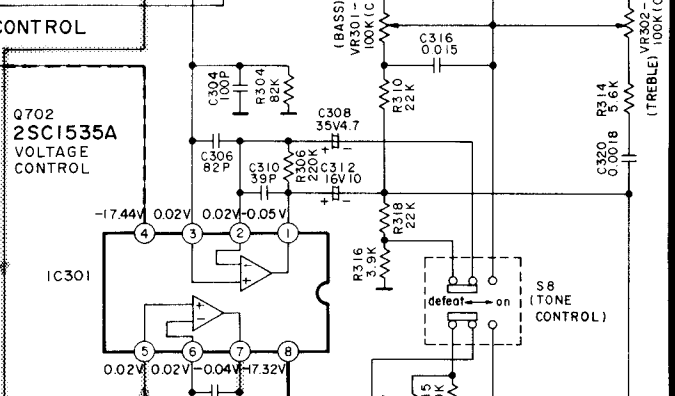 CONTROL
(BASS)
VR301-
100K(C
C316
0.015
VR302-
100K(C
(TREBLE)
C304
100P
R304
82K
R310
22K
R314
5.6K
Q702
2SC1535A
VOLTAGE
CONTROL
C308
35V4.7
+ -
C306
82P
C310
39P
R306
220K
C312
16V10
+ -
C320
0.0018
-17.44V 0.02V 0.02V -0.05V
4 3 2 1
R318
22K
IC301
- +
R316
3.9K
+ -
S8
(TONE
CONTROL)
defeat on
5 6 7 8
0.02V 0.02V -0.04V -17.32V